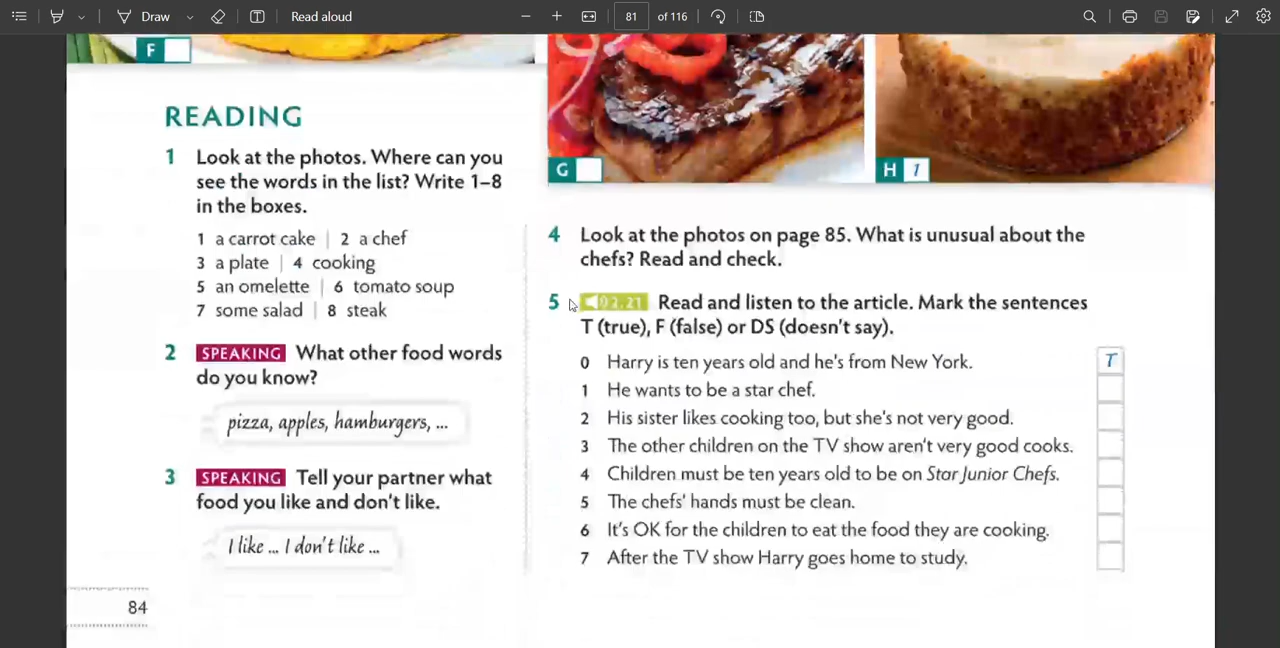 Draw
Read aloud
81 of 116
F
G
H 1
READING
1 Look at the photos. Where can you
see the words in the list? Write 1–8
in the boxes.
1 a carrot cake | 2 a chef
3 a plate | 4 cooking
5 an omelette | 6 tomato soup
7 some salad | 8 steak
2 SPEAKING What other food words
do you know?
pizza, apples, hamburgers, ...
3 SPEAKING Tell your partner what
food you like and don't like.
I like ... I don't like ...
84
4 Look at the photos on page 85. What is unusual about the
chefs? Read and check.
5 2.21 Read and listen to the article. Mark the sentences
T (true), F (false) or DS (doesn't say).
0 Harry is ten years old and he's from New York. T
1 He wants to be a star chef.
2 His sister likes cooking too, but she's not very good.
3 The other children on the TV show aren't very good cooks.
4 Children must be ten years old to be on Star Junior Chefs.
5 The chefs' hands must be clean.
6 It's OK for the children to eat the food they are cooking.
7 After the TV show Harry goes home to study.